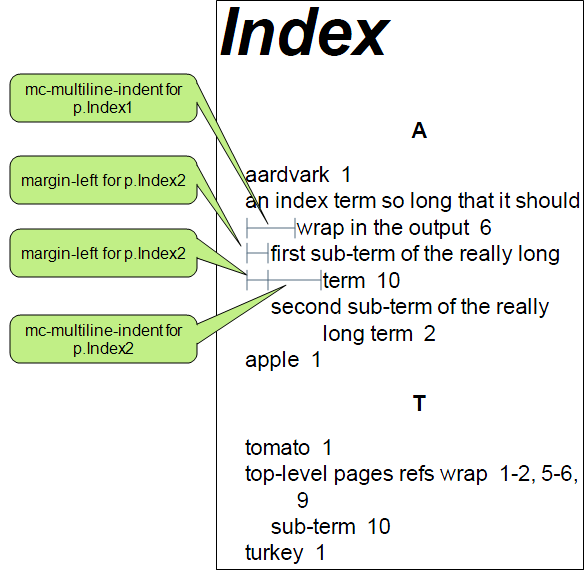 Index
mc-multiline-indent for
p.Index1
margin-left for p.Index2
margin-left for p.Index2
mc-multiline-indent for
p.Index2
A
aardvark 1
an index term so long that it should
wrap in the output 6
first sub-term of the really long
term 10
second sub-term of the really
long term 2
apple 1
T
tomato 1
top-level pages refs wrap 1-2, 5-6,
9
sub-term 10
turkey 1